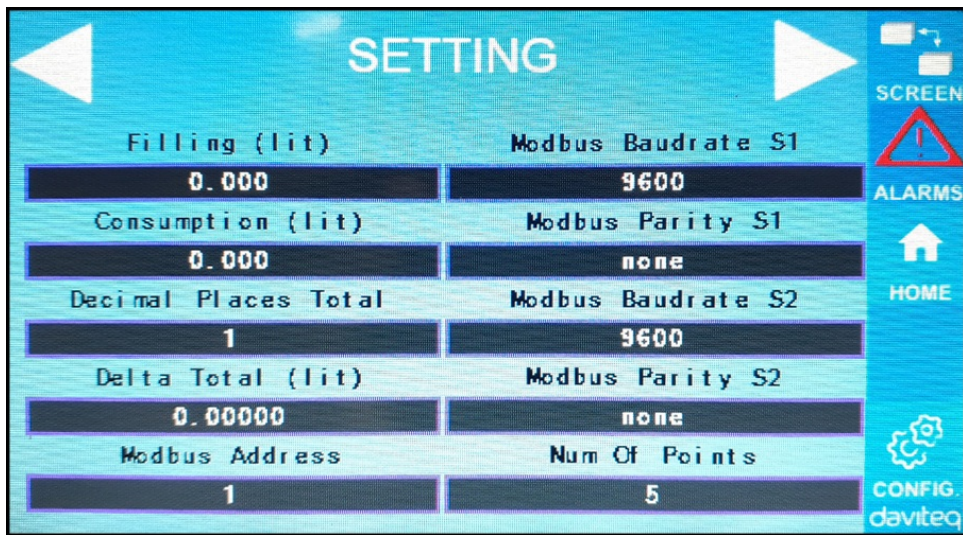 SETTING
SCREEN
Filling (lit)
Modbus Baudrate S1
0.000
9600
ALARMS
Consumption (lit)
Modbus Parity S1
0.000
none
HOME
Decimal Places Total
Modbus Baudrate S2
1
9600
Delta Total (lit)
Modbus Parity S2
0.00000
none
Modbus Address
Num Of Points
1
5
CONFIG.
daviteq